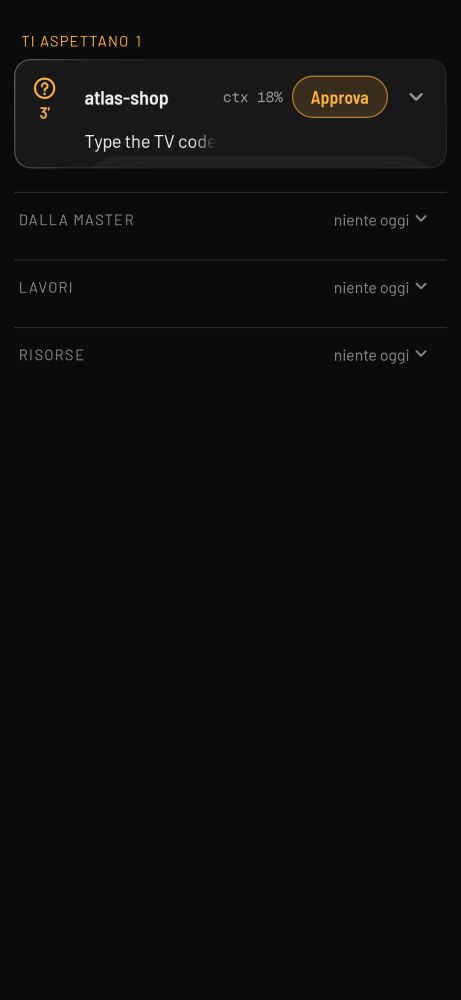 TI ASPETTANO 1
atlas-shop ctx 18% Approva
3'
Type the TV code
DALLA MASTER niente oggi
LAVORI niente oggi
RISORSE niente oggi